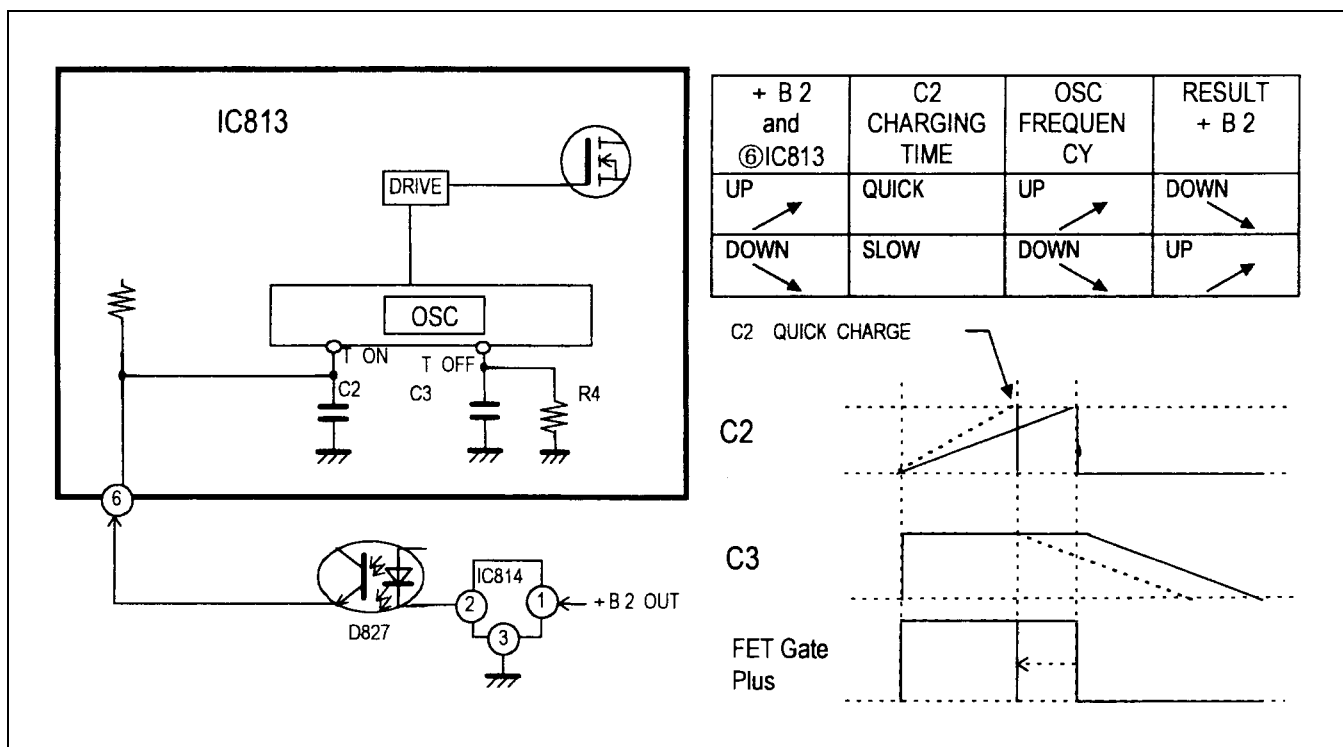 IC813
DRIVE
OSC
T ON
T OFF
C2
C3
R4
6
D827
IC814
2
1
3
+B 2 OUT
+ B 2
and
⑥IC813
C2
CHARGING
TIME
OSC
FREQUEN
CY
RESULT
+ B 2
UP
QUICK
UP
DOWN
DOWN
SLOW
DOWN
UP
C2 QUICK CHARGE
C2
C3
FET Gate
Plus